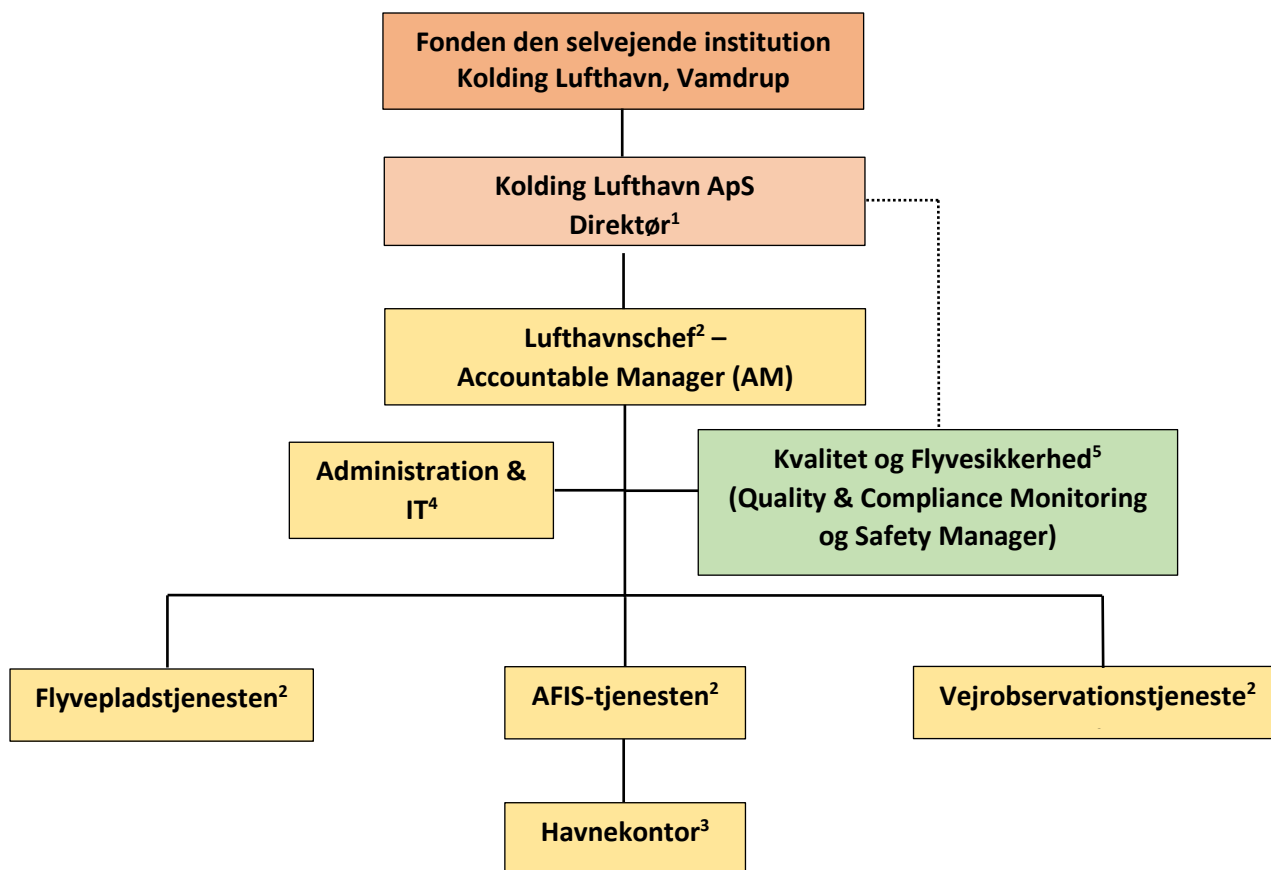 Fonden den selvejende institution
Kolding Lufthavn, Vamdrup
Kolding Lufthavn ApS
Direktør¹
Lufthavnschef² –
Accountable Manager (AM)
Administration &
IT⁴
Kvalitet og Flyvesikkerhed⁵
(Quality & Compliance Monitoring
og Safety Manager)
Flyvepladstjenesten²
AFIS-tjenesten²
Vejrobservationstjeneste²
Havnekontor³